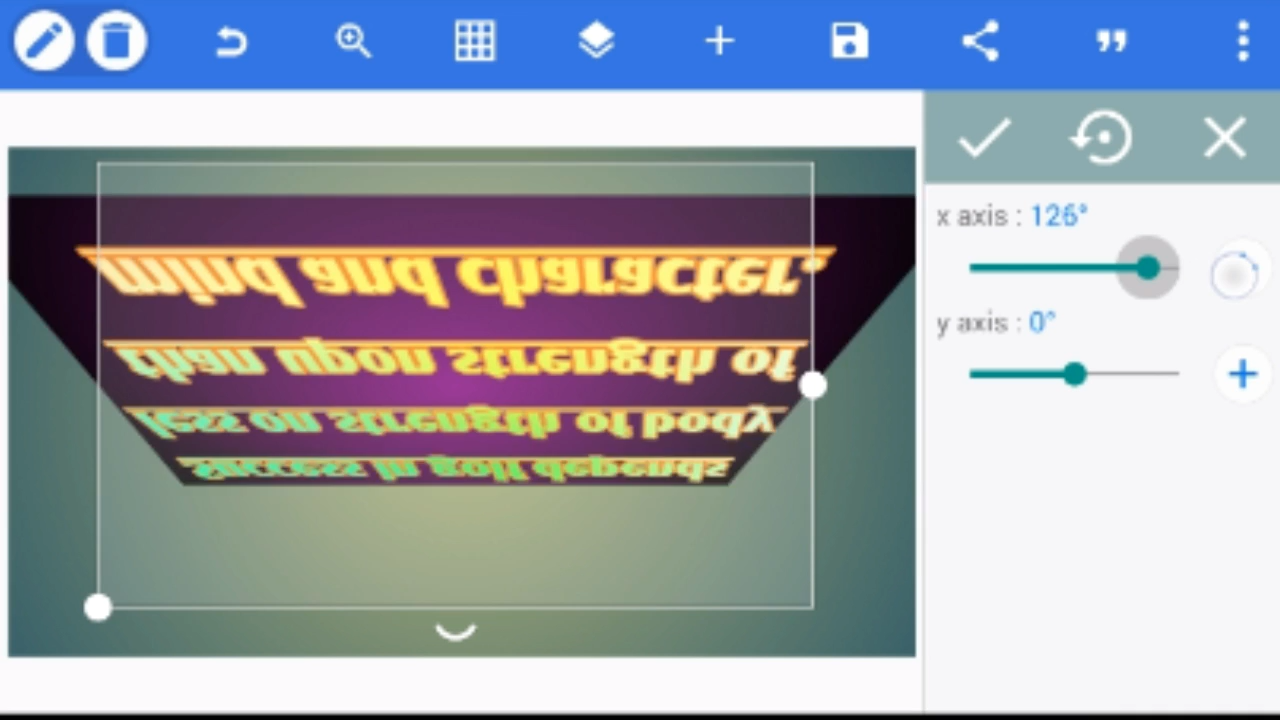 x axis : 126°
y axis : 0°
mind and character.
than upon strength of
less on strength of body
Success in golf depends